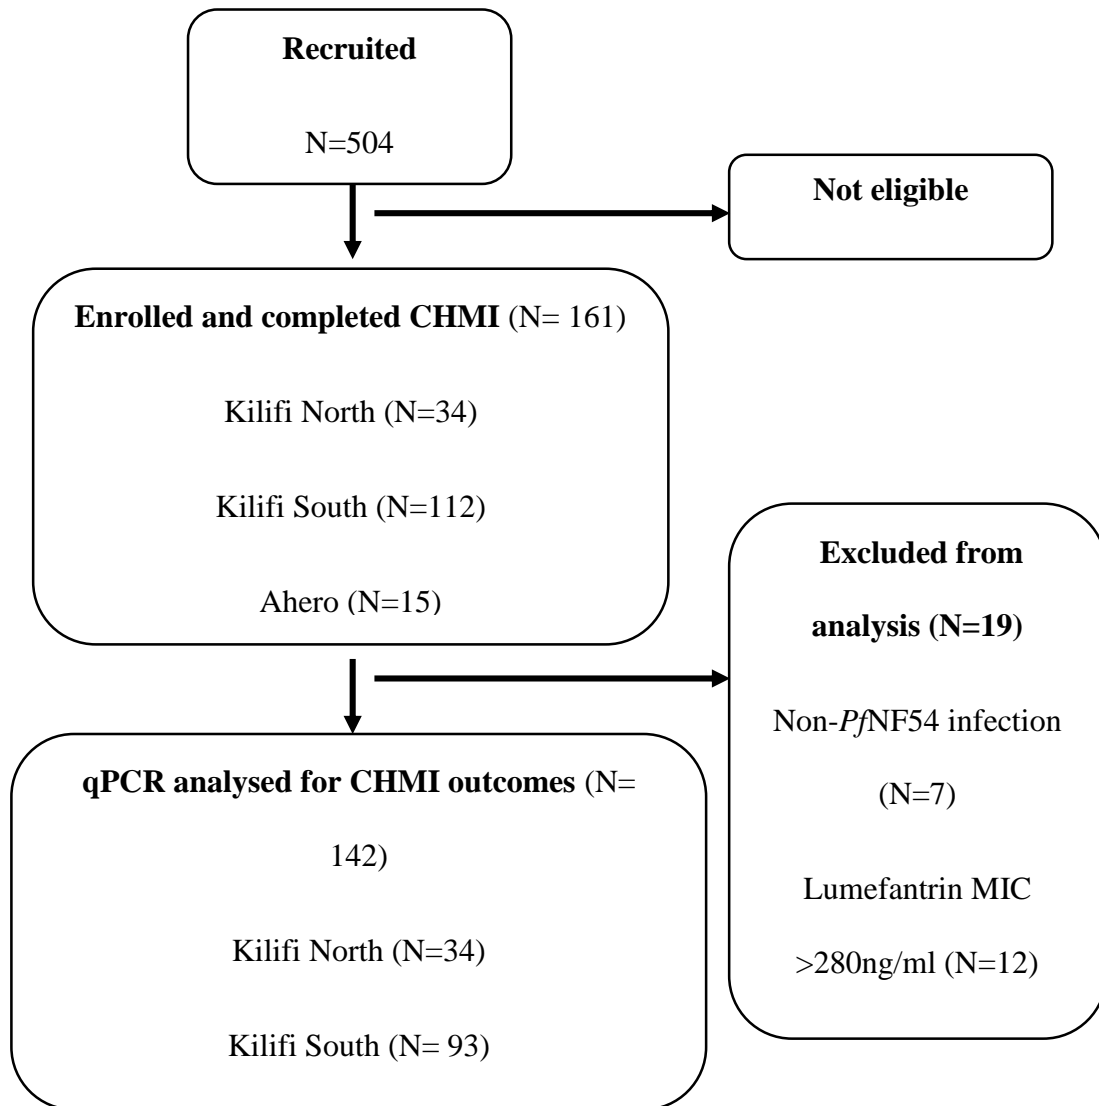 Recruited
N=504
Not eligible
Enrolled and completed CHMI (N= 161)
Kilifi North (N=34)
Kilifi South (N=112)
Ahero (N=15)
Excluded from
analysis (N=19)
Non-PfNF54 infection
(N=7)
Lumefantrin MIC
>280ng/ml (N=12)
qPCR analysed for CHMI outcomes (N=
142)
Kilifi North (N=34)
Kilifi South (N= 93)